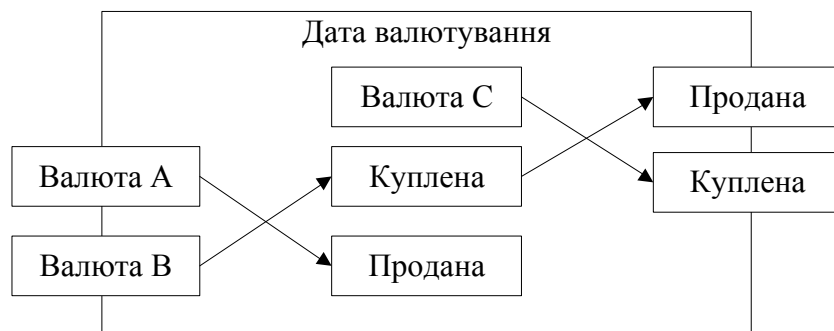 Дата валютування
Валюта С
Продана
Валюта А
Куплена
Куплена
Валюта В
Продана